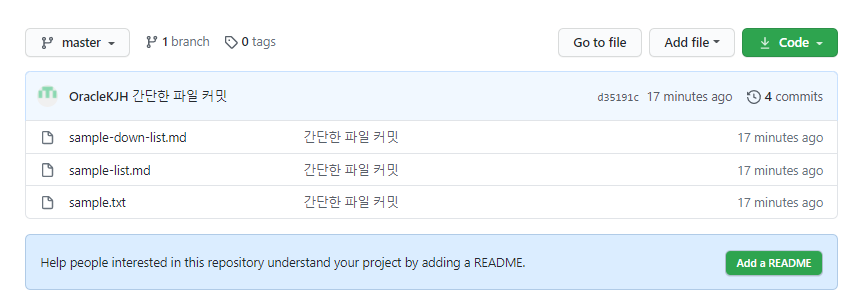 master 1 branch 0 tags Go to file Add file Code
OracleKJH 간단한 파일 커밋 d35191c 17 minutes ago 4 commits
sample-down-list.md 간단한 파일 커밋 17 minutes ago
sample-list.md 간단한 파일 커밋 17 minutes ago
sample.txt 간단한 파일 커밋 17 minutes ago
Help people interested in this repository understand your project by adding a README. Add a README